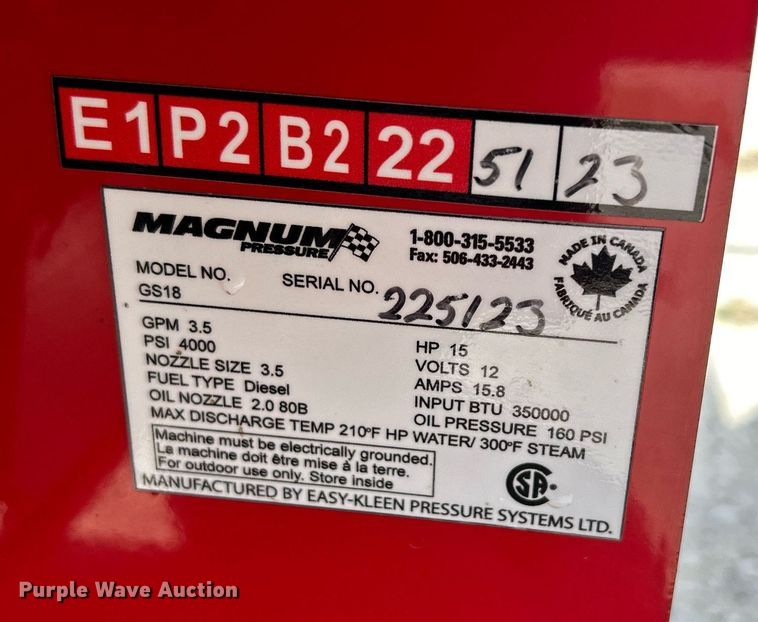 E1 P2 B2 22 51 23
MAGNUM
PRESSURE
1-800-315-5533
Fax: 506-433-2443
MADE IN CANADA
FABRIQUÉ AU CANADA
MODEL NO.
GS18
SERIAL NO. 225123
GPM 3.5
PSI 4000
NOZZLE SIZE 3.5
FUEL TYPE Diesel
OIL NOZZLE 2.0 80B
HP 15
VOLTS 12
AMPS 15.8
INPUT BTU 350000
OIL PRESSURE 160 PSI
MAX DISCHARGE TEMP 210°F HP WATER/ 300°F STEAM
Machine must be electrically grounded.
La machine doit être mise à la terre.
For outdoor use only. Store inside
CSA
MANUFACTURED BY EASY-KLEEN PRESSURE SYSTEMS LTD.
Purple Wave Auction